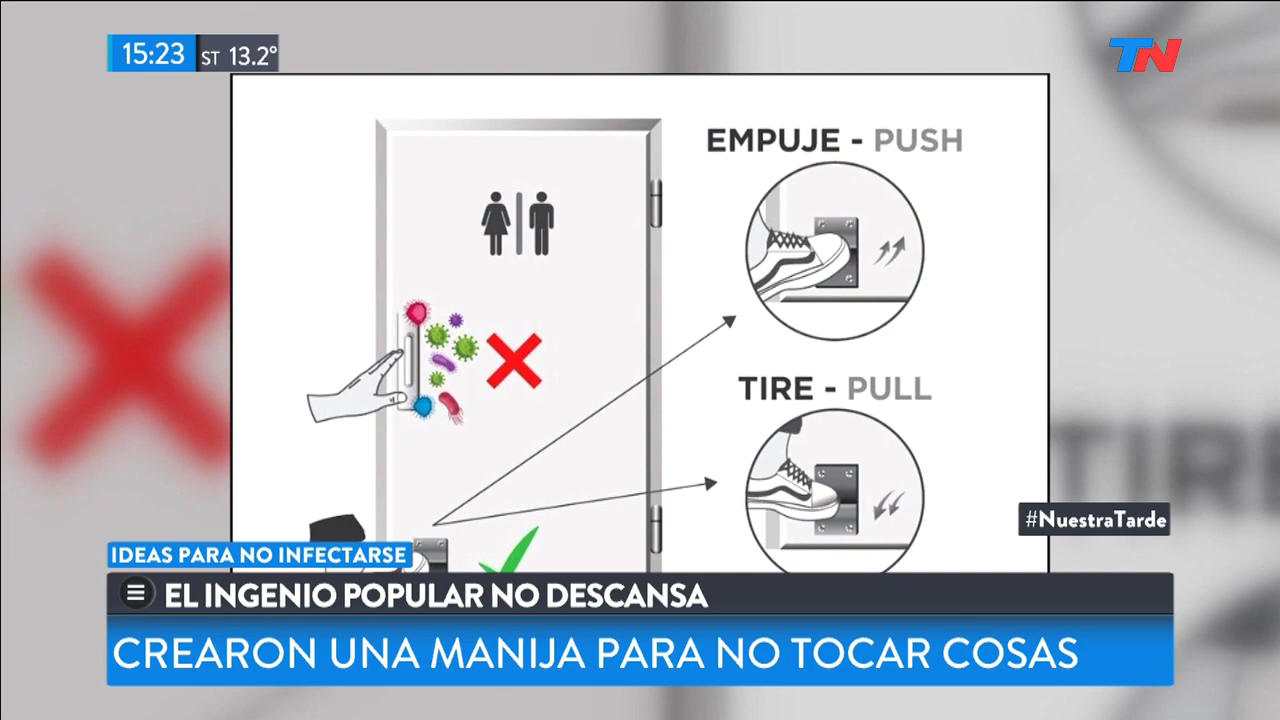 15:23 ST 13.2°
TN
EMPUJE - PUSH
TIRE - PULL
TIRE
#NuestraTarde
IDEAS PARA NO INFECTARSE
EL INGENIO POPULAR NO DESCANSA
CREARON UNA MANIJA PARA NO TOCAR COSAS